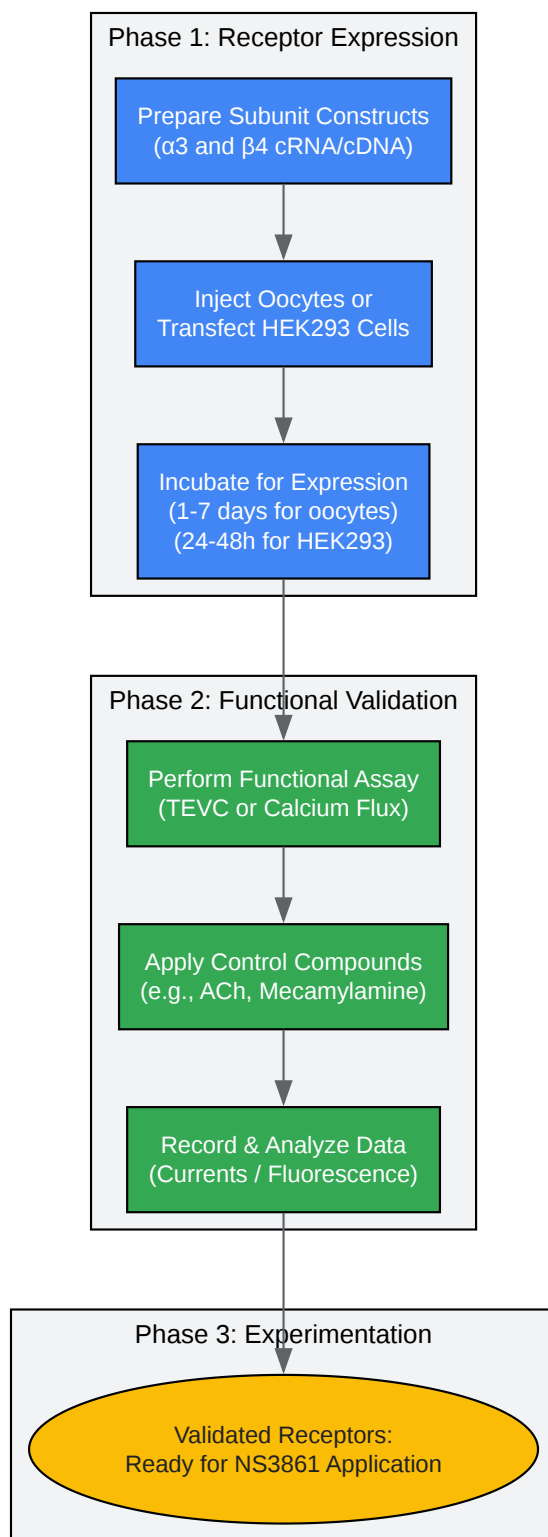 Phase 1: Receptor Expression
Prepare Subunit Constructs
(α3 and β4 cRNA/cDNA)
Inject Oocytes or
Transfect HEK293 Cells
Incubate for Expression
(1-7 days for oocytes)
(24-48h for HEK293)
Phase 2: Functional Validation
Perform Functional Assay
(TEVC or Calcium Flux)
Apply Control Compounds
(e.g., ACh, Mecamylamine)
Record & Analyze Data
(Currents / Fluorescence)
Phase 3: Experimentation
Validated Receptors:
Ready for NS3861 Application